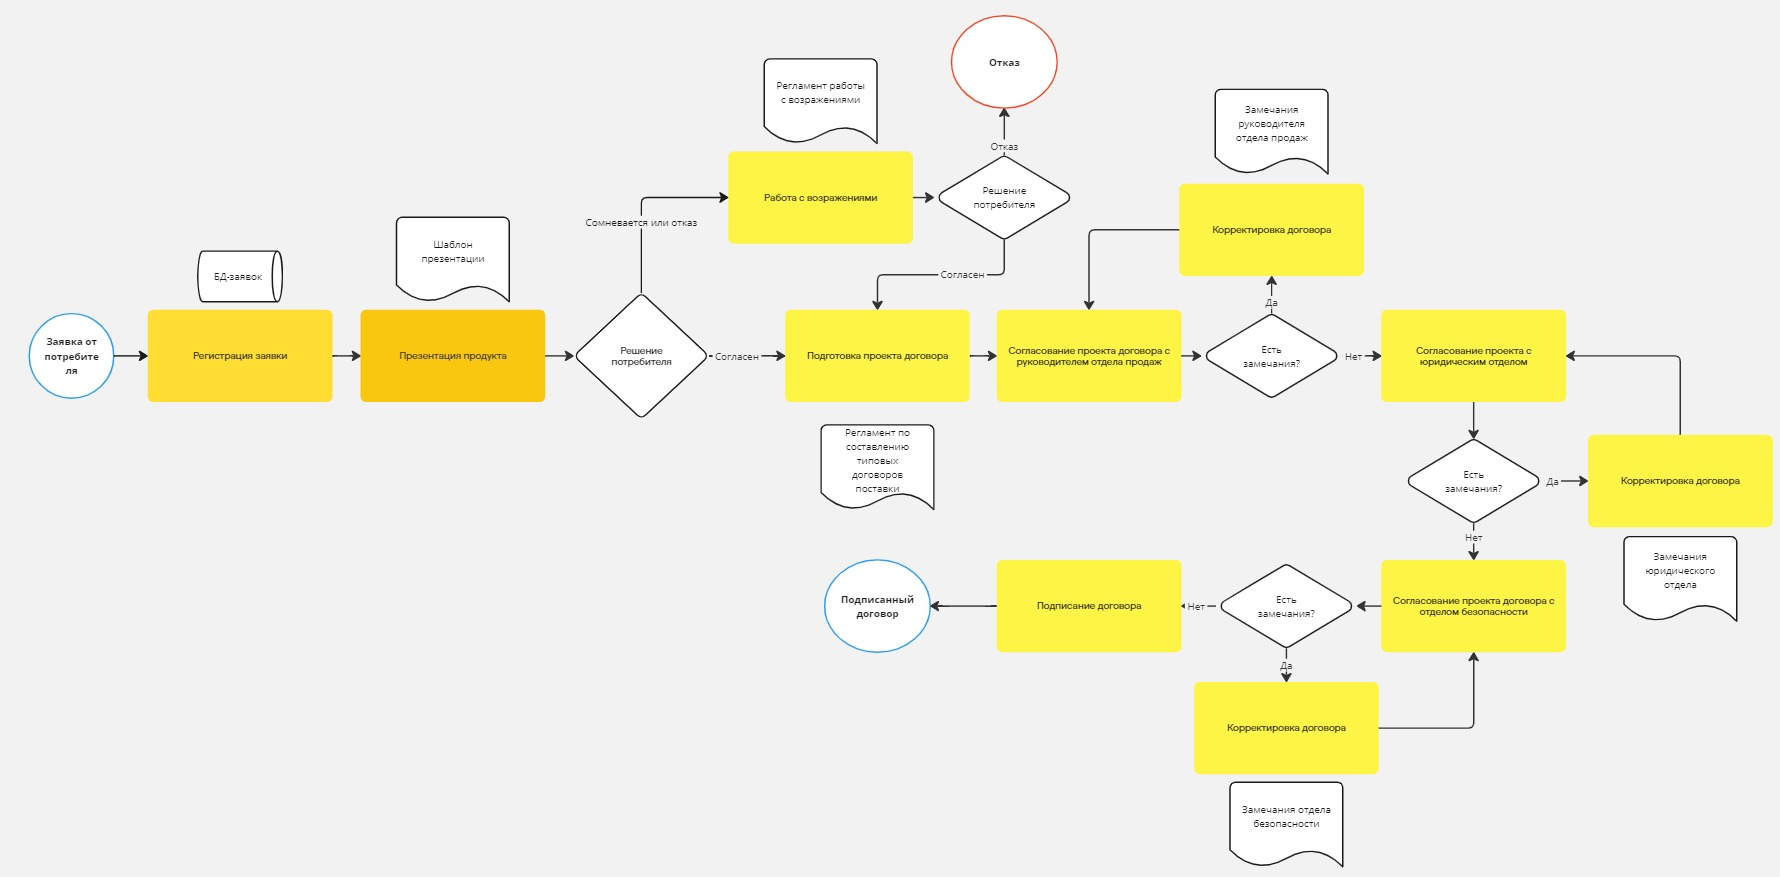 Отказ
Регламент работы
с возражениями
Замечания
руководителя
отдела продаж
Отказ
Работа с возражениями
Решение
потребителя
Сомневается или отказ
Корректировка договора
Шаблон
презентации
БД-заявок
Согласен
Да
Заявка от
потребите
ля
Регистрация заявки
Презентация продукта
Решение
потребителя
Согласен
Подготовка проекта договора
Согласование проекта договора с
руководителем отдела продаж
Есть
замечания?
Нет
Согласование проекта с
юридическим отделом
Регламент по
составлению
типовых
договоров
поставки
Есть
замечания?
Да
Корректировка договора
Нет
Замечания
юридического
отдела
Подписанный
договор
Подписание договора
Нет
Есть
замечания?
Согласование проекта договора с
отделом безопасности
Да
Корректировка договора
Замечания отдела
безопасности